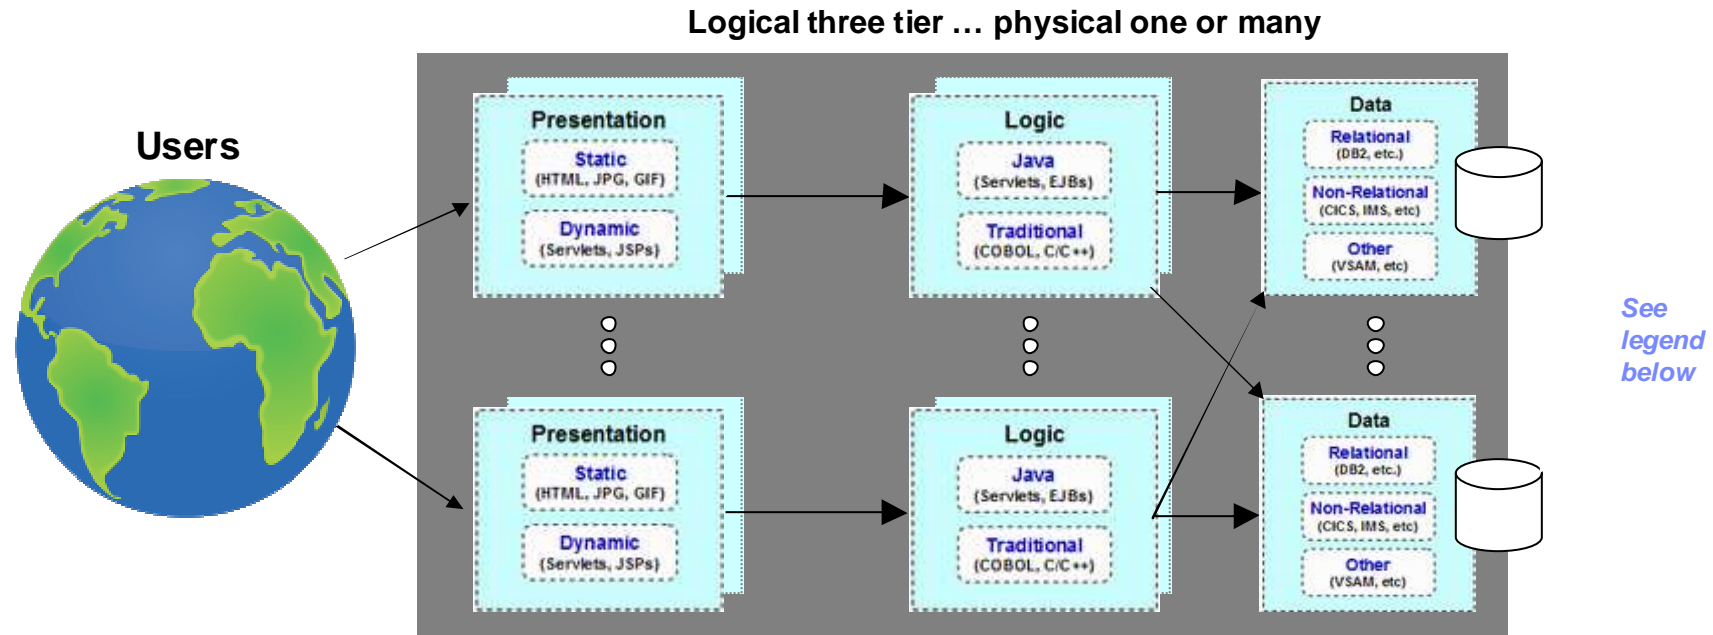 Logical three tier … physical one or many
Users
Presentation
Static
(HTML, JPG, GIF)
Dynamic
(Servlets, JSPs)
Logic
Java
(Servlets, EJBs)
Traditional
(COBOL, C/C++)
Data
Relational
(DB2, etc.)
Non-Relational
(CICS, IMS, etc)
Other
(VSAM, etc)
See
legend
below
Presentation
Static
(HTML, JPG, GIF)
Dynamic
(Servlets, JSPs)
Logic
Java
(Servlets, EJBs)
Traditional
(COBOL, C/C++)
Data
Relational
(DB2, etc.)
Non-Relational
(CICS, IMS, etc)
Other
(VSAM, etc)